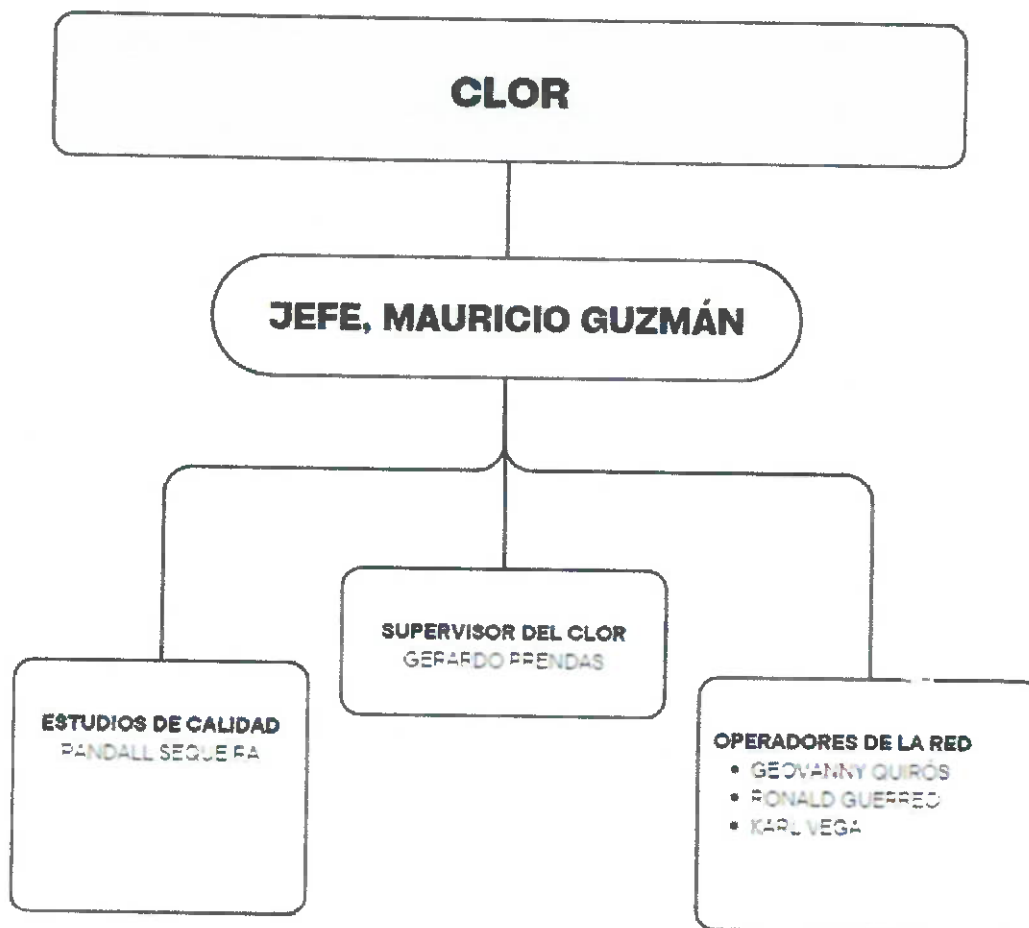 CLOR
JEFE, MAURICIO GUZMÁN
SUPERVISOR DEL CLOR
GERARDO PRENDAS
ESTUDIOS DE CALIDAD
RANDALL SEQUEIRA
OPERADORES DE LA RED
• GEOVANNY QUIRÓS
• RONALD GUERRERO
• KARL VEGA